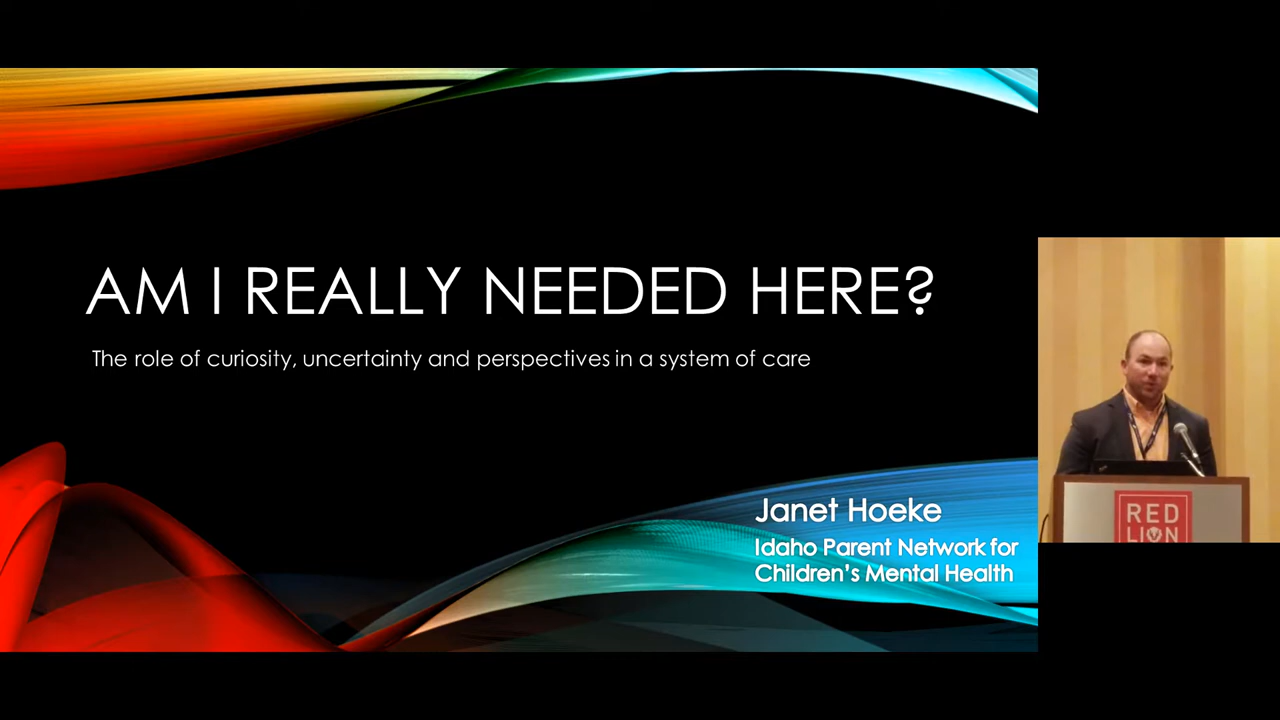 AM I REALLY NEEDED HERE?
The role of curiosity, uncertainty and perspectives in a system of care
Janet Hoeke
Idaho Parent Network for
Children's Mental Health
RED
LION